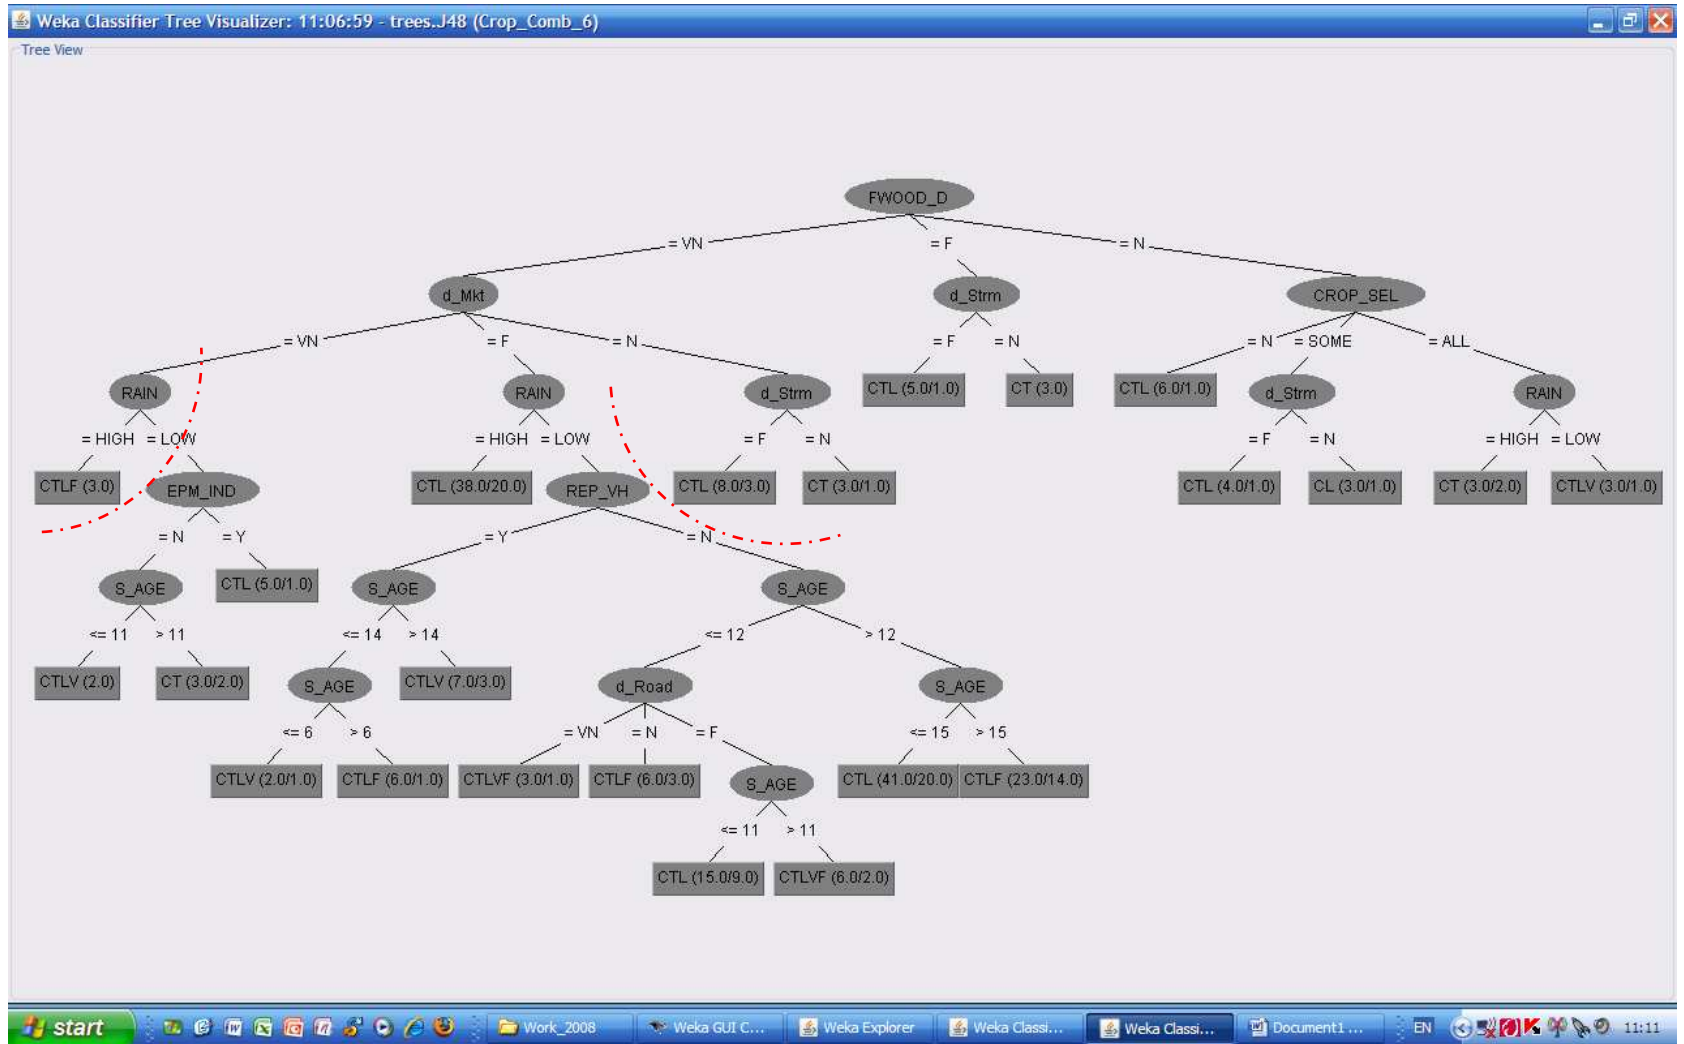 Weka Classifier Tree Visualizer: 11:06:59 - trees.J48 (Crop_Comb_6)
Tree View
FWOOD_D
= VN = F = N
d_Mkt d_Strm CROP_SEL
= VN = F = N = F = N = N = SOME = ALL
RAIN RAIN d_Strm CTL (5.0/1.0) CT (3.0) CTL (6.0/1.0) d_Strm RAIN
= HIGH = LOW = HIGH = LOW = F = N = F = N = HIGH = LOW
CTLF (3.0) EPM_IND CTL (38.0/20.0) REP_VH CTL (8.0/3.0) CT (3.0/1.0) CTL (4.0/1.0) CL (3.0/1.0) CT (3.0/2.0) CTLV (3.0/1.0)
= N = Y = Y = N
S_AGE CTL (5.0/1.0) S_AGE S_AGE
<= 11 > 11 <= 14 > 14 <= 12 > 12
CTLV (2.0) CT (3.0/2.0) S_AGE CTLV (7.0/3.0) d_Road S_AGE
<= 6 > 6 = VN = N = F <= 15 > 15
CTLV (2.0/1.0) CTLF (6.0/1.0) CTLVF (3.0/1.0) CTLF (6.0/3.0) S_AGE CTL (41.0/20.0) CTLF (23.0/14.0)
<= 11 > 11
CTL (15.0/9.0) CTLVF (6.0/2.0)
start Work_2008 Weka GUI C... Weka Explorer Weka Classi... Weka Classi... Document1 ... EN 11:11